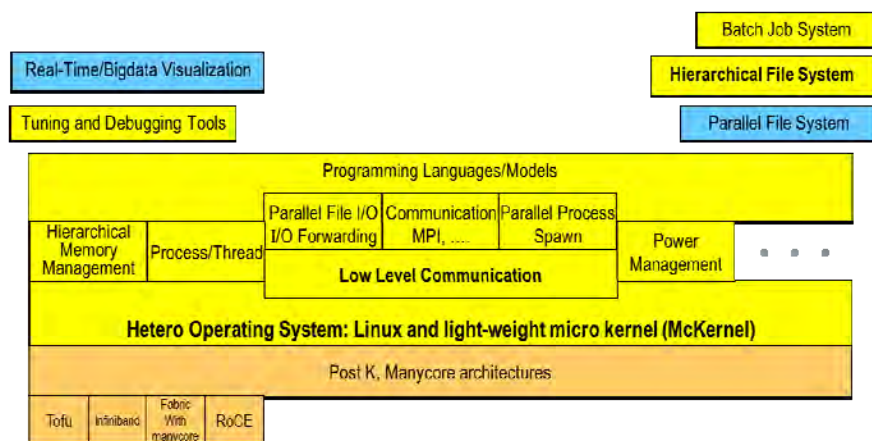 Batch Job System
Real-Time/Bigdata Visualization
Hierarchical File System
Tuning and Debugging Tools
Parallel File System
Programming Languages/Models
Hierarchical
Memory
Management
Process/Thread
Parallel File I/O
I/O Forwarding
Communication
MPI, ....
Parallel Process
Spawn
Low Level Communication
Power
Management
Hetero Operating System: Linux and light-weight micro kernel (McKernel)
Post K, Manycore architectures
Tofu
Infiniband
Fabric
With
manycore
RoCE